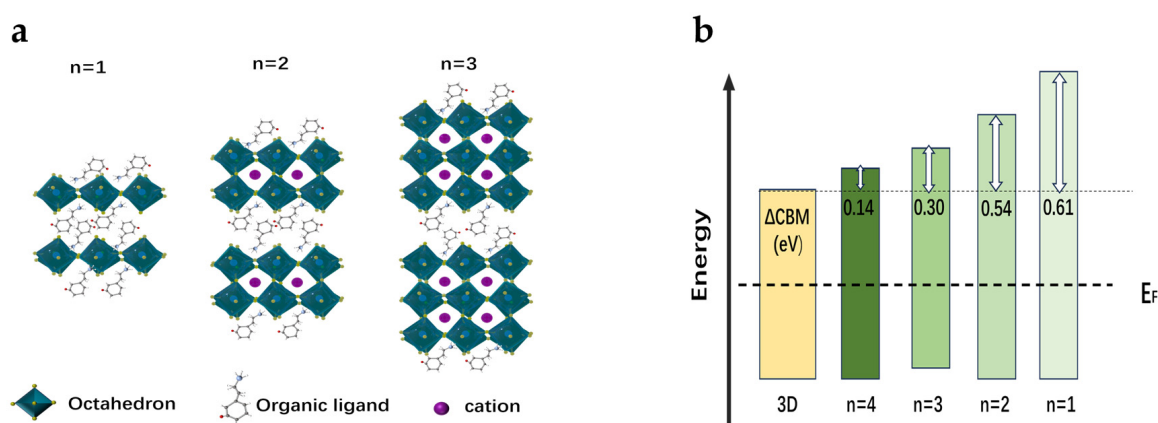 a
n=1
n=2
n=3
Octahedron
Organic ligand
cation
b
Energy
ΔCBM
(eV)
0.14
0.30
0.54
0.61
EF
3D
n=4
n=3
n=2
n=1